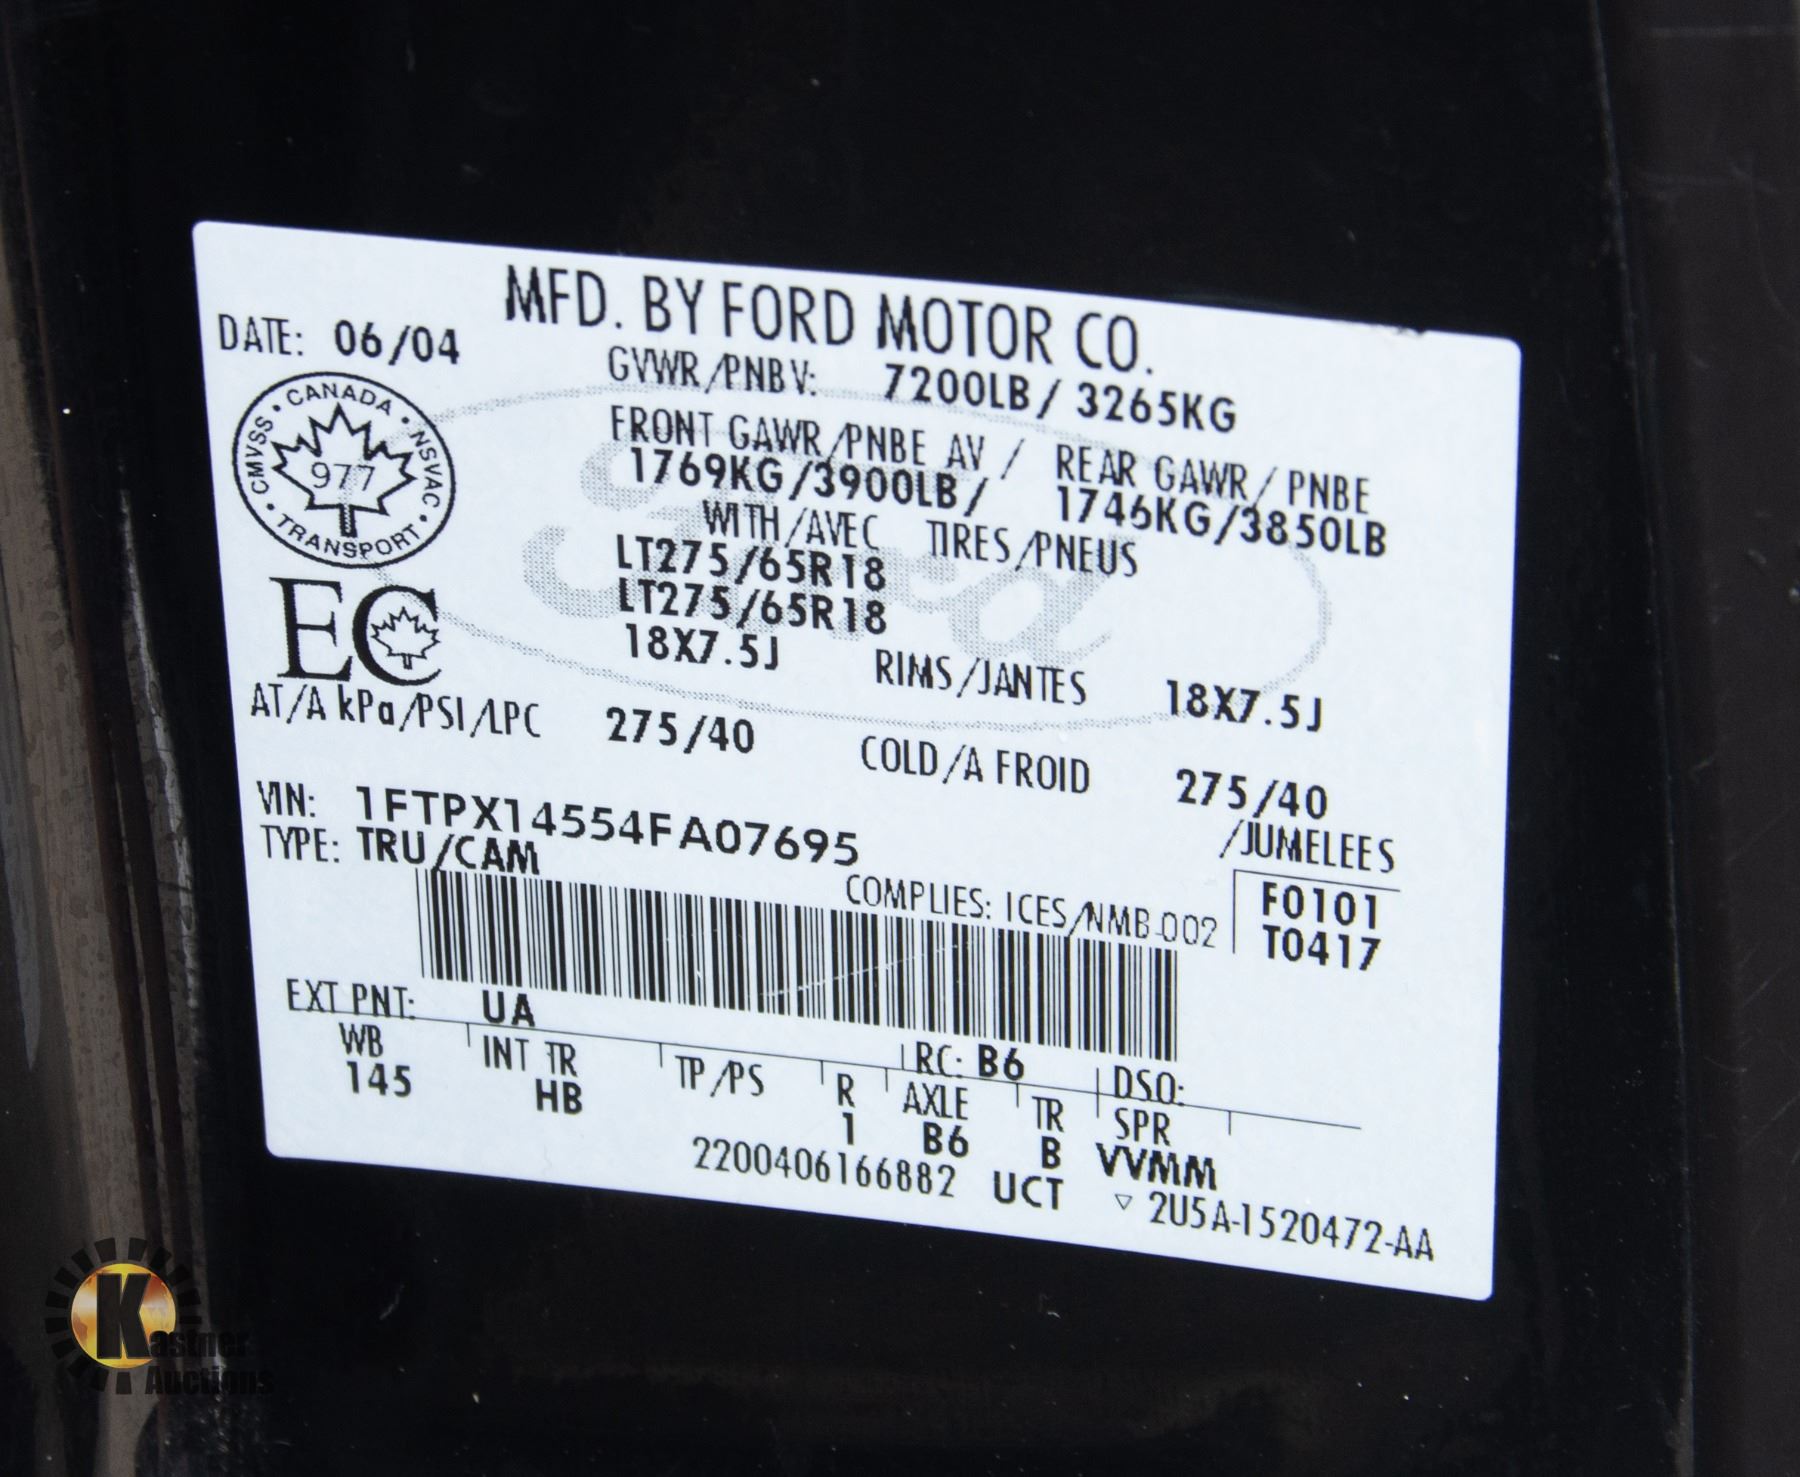 MFD. BY FORD MOTOR CO.
DATE: 06/04
GVWR/PNBV: 7200LB/ 3265KG
FRONT GAWR/PNBE AV / REAR GAWR/ PNBE
1769KG/3900LB/ 1746KG/3850LB
WITH/AVEC TIRES/PNEUS
LT275/65R18
LT275/65R18
18X7.5J RIMS/JANTES 18X7.5J
CANADA
CMVSS NSVAC
977
TRANSPORT
EC
Ford
AT/A kPa/PSI/LPC 275/40 COLD/A FROID 275/40
VIN: 1FTPX14554FA07695
/JUMELEES
TYPE: TRU/CAM
COMPLIES: ICES/NMB-002
F0101
T0417
EXT PNT: UA RC: B6 DSO:
WB INT TR TP/PS R AXLE TR SPR
145 HB 1 B6 B VVMM
2200406166882 UCT ▽ 2U5A-1520472-AA
Kastner
Auctions